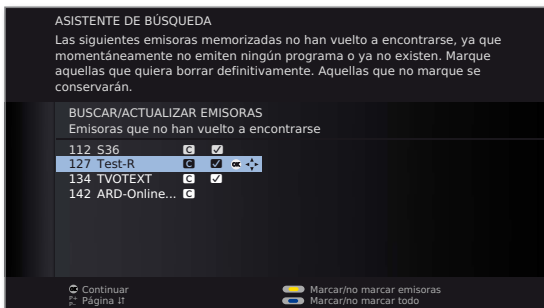 ASISTENTE DE BÚSQUEDA
Las siguientes emisoras memorizadas no han vuelto a encontrarse, ya que
momentáneamente no emiten ningún programa o ya no existen. Marque
aquellas que quiera borrar definitivamente. Aquellas que no marque se
conservarán.
BUSCAR/ACTUALIZAR EMISORAS
Emisoras que no han vuelto a encontrarse
112 S36 C
127 Test-R C OK
134 TVOTEXT C
142 ARD-Online... C
Continuar
P+ P- Página
Marcar/no marcar emisoras
Marcar/no marcar todo